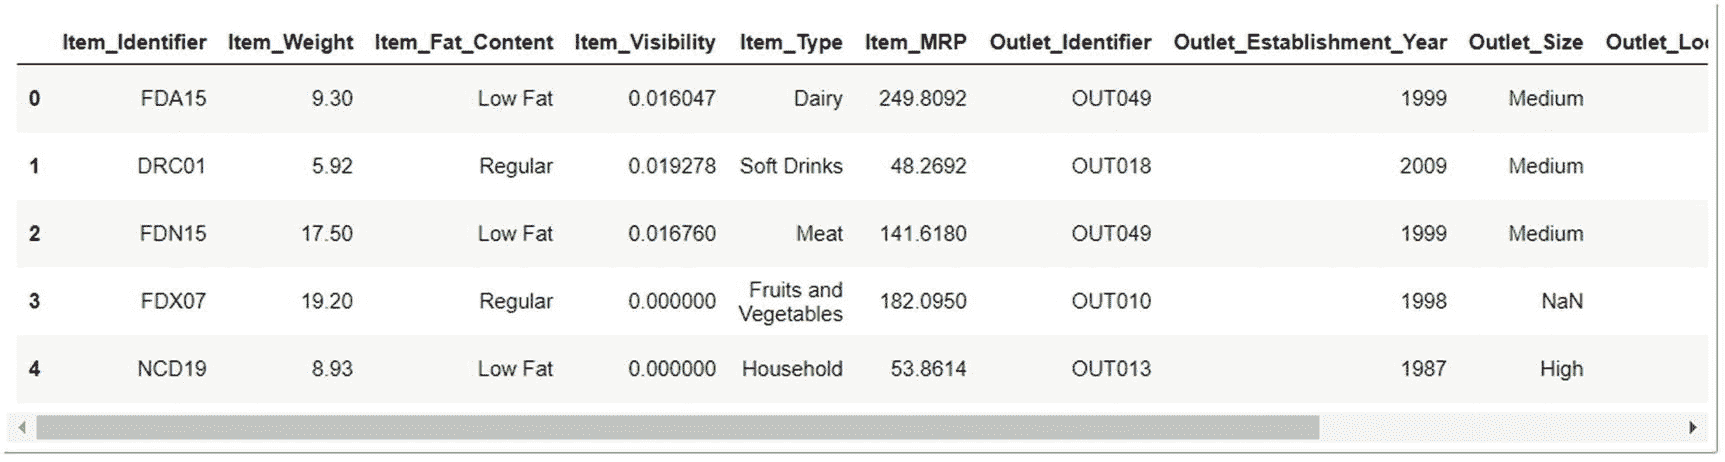 Item_Identifier Item_Weight Item_Fat_Content Item_Visibility Item_Type Item_MRP Outlet_Identifier Outlet_Establishment_Year Outlet_Size Outlet_Loc
0 FDA15 9.30 Low Fat 0.016047 Dairy 249.8092 OUT049 1999 Medium
1 DRC01 5.92 Regular 0.019278 Soft Drinks 48.2692 OUT018 2009 Medium
2 FDN15 17.50 Low Fat 0.016760 Meat 141.6180 OUT049 1999 Medium
3 FDX07 19.20 Regular 0.000000 Fruits and Vegetables 182.0950 OUT010 1998 NaN
4 NCD19 8.93 Low Fat 0.000000 Household 53.8614 OUT013 1987 High